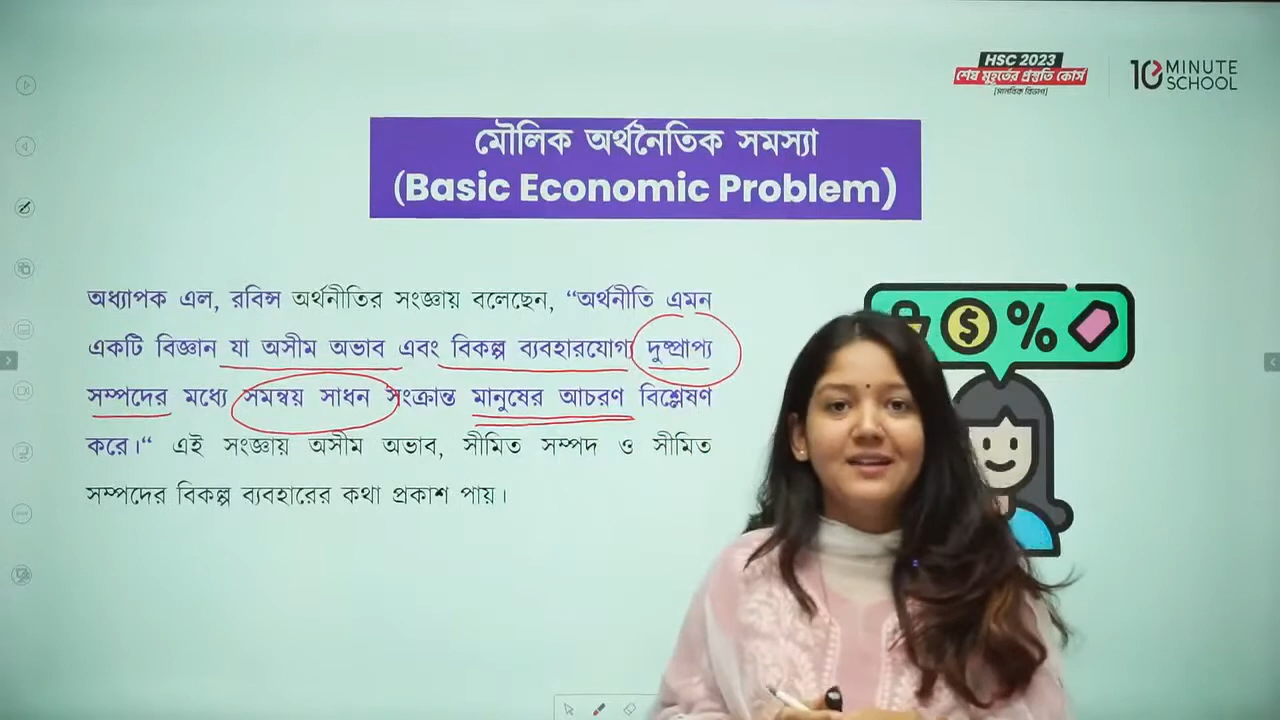 HSC 2023
শেষ মুহূর্তের প্রস্তুতি কোর্স
[মানবিক বিভাগ]
10 MINUTE SCHOOL
মৌলিক অর্থনৈতিক সমস্যা
(Basic Economic Problem)
অধ্যাপক এল, রবিন্স অর্থনীতির সংজ্ঞায় বলেছেন, “অর্থনীতি এমন
একটি বিজ্ঞান যা অসীম অভাব এবং বিকল্প ব্যবহারযোগ্য দুষ্প্রাপ্য
সম্পদের মধ্যে সমন্বয় সাধন সংক্রান্ত মানুষের আচরণ বিশ্লেষণ
করে।“ এই সংজ্ঞায় অসীম অভাব, সীমিত সম্পদ ও সীমিত
সম্পদের বিকল্প ব্যবহারের কথা প্রকাশ পায়।
$ %